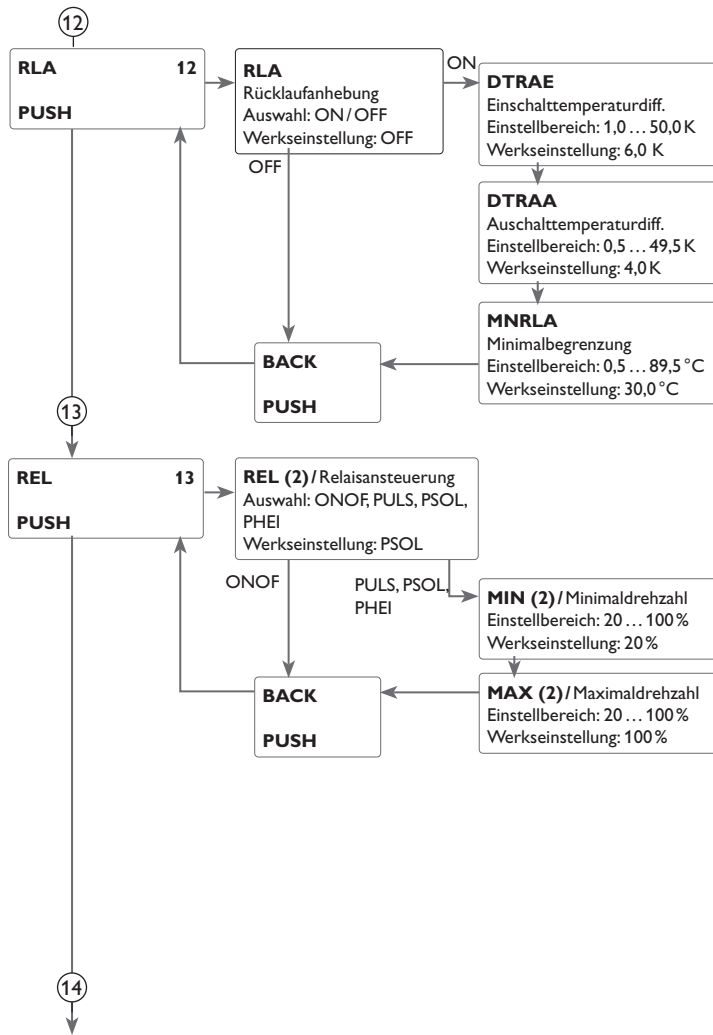 12
RLA 12
PUSH
RLA
Rücklaufanhebung
Auswahl: ON / OFF
Werkseinstellung: OFF
ON
OFF
DTRAE
Einschalttemperaturdiff.
Einstellbereich: 1,0 … 50,0 K
Werkseinstellung: 6,0 K
DTRAA
Auschalttemperaturdiff.
Einstellbereich: 0,5 … 49,5 K
Werkseinstellung: 4,0 K
MNRLA
Minimalbegrenzung
Einstellbereich: 0,5 … 89,5 °C
Werkseinstellung: 30,0 °C
BACK
PUSH
13
REL 13
PUSH
REL (2) / Relaisansteuerung
Auswahl: ONOF, PULS, PSOL,
PHEI
Werkseinstellung: PSOL
ONOF
PULS, PSOL,
PHEI
MIN (2) / Minimaldrehzahl
Einstellbereich: 20 … 100 %
Werkseinstellung: 20 %
MAX (2) / Maximaldrehzahl
Einstellbereich: 20 … 100 %
Werkseinstellung: 100 %
BACK
PUSH
14